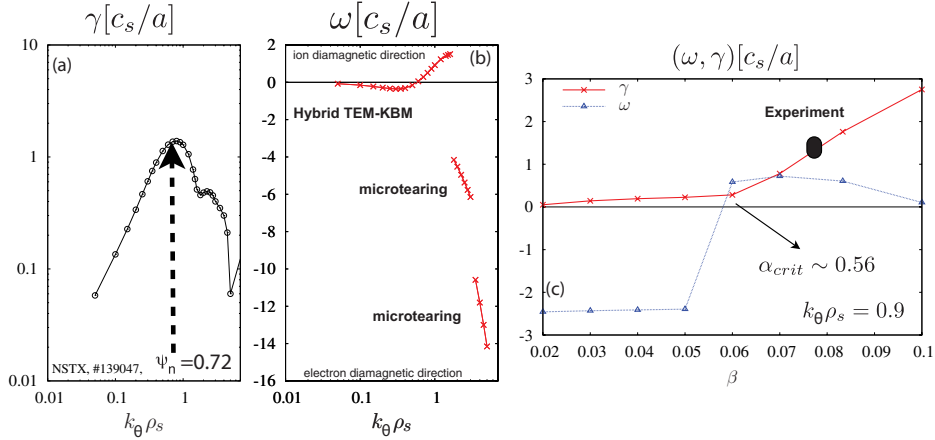 γ[c_s/a]
(a)
10
1
0.1
0.01
NSTX, #139047, ψ_n=0.72
0.01 0.1 1
k_θρ_s
ω[c_s/a]
(b)
ion diamagnetic direction
2
0
-2
-4
-6
-8
-10
-12
-14
-16
Hybrid TEM-KBM
microtearing
microtearing
electron diamagnetic direction
0.01 0.1 1
k_θρ_s
(ω, γ)[c_s/a]
γ
ω
Experiment
3
2
1
0
-1
-2
-3
α_crit ∼ 0.56
(c)
k_θρ_s = 0.9
0.02 0.03 0.04 0.05 0.06 0.07 0.08 0.09 0.1
β